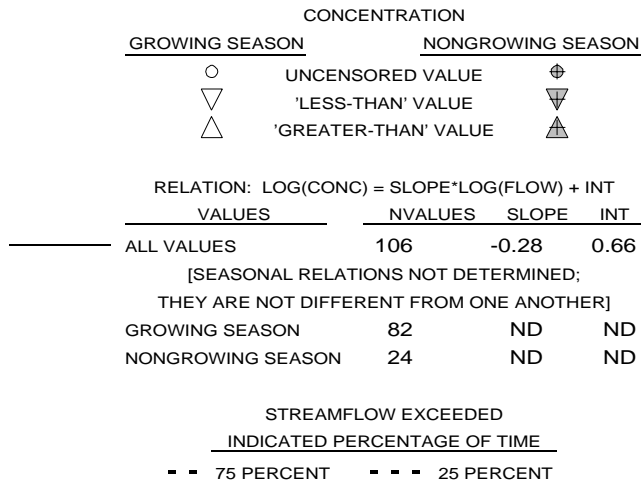 CONCENTRATION
GROWING SEASON NONGROWING SEASON
UNCENSORED VALUE
'LESS-THAN' VALUE
'GREATER-THAN' VALUE
RELATION: LOG(CONC) = SLOPE*LOG(FLOW) + INT
VALUES NVALUES SLOPE INT
ALL VALUES 106 -0.28 0.66
[SEASONAL RELATIONS NOT DETERMINED;
THEY ARE NOT DIFFERENT FROM ONE ANOTHER]
GROWING SEASON 82 ND ND
NONGROWING SEASON 24 ND ND
STREAMFLOW EXCEEDED
INDICATED PERCENTAGE OF TIME
75 PERCENT 25 PERCENT